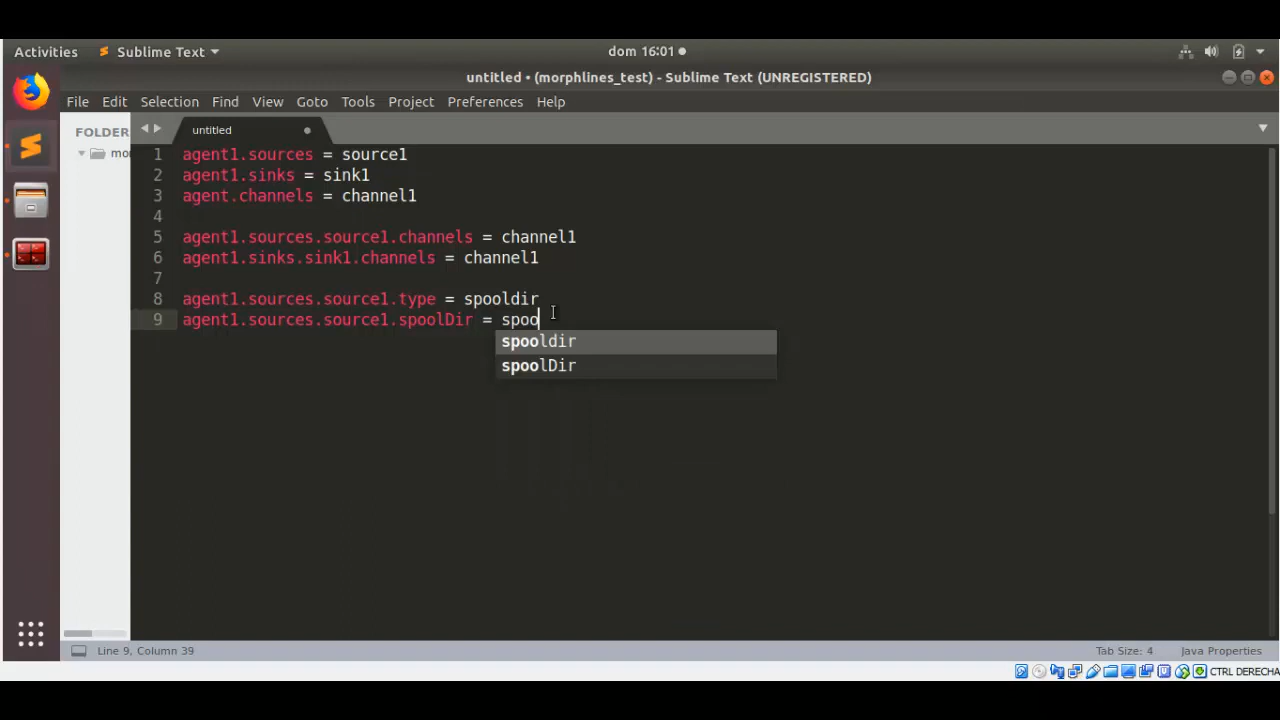 Activities Sublime Text dom 16:01
untitled • (morphlines_test) - Sublime Text (UNREGISTERED)
File Edit Selection Find View Goto Tools Project Preferences Help
FOLDER untitled
mor
1 agent1.sources = source1
2 agent1.sinks = sink1
3 agent.channels = channel1
4
5 agent1.sources.source1.channels = channel1
6 agent1.sinks.sink1.channels = channel1
7
8 agent1.sources.source1.type = spooldir
9 agent1.sources.source1.spoolDir = spoo
spooldir
spoolDir
Line 9, Column 39 Tab Size: 4 Java Properties
CTRL DERECHA